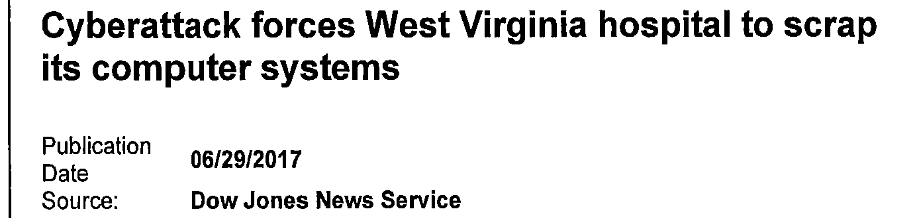 Cyberattack forces West Virginia hospital to scrap
its computer systems
Publication
Date
06/29/2017
Source:
Dow Jones News Service